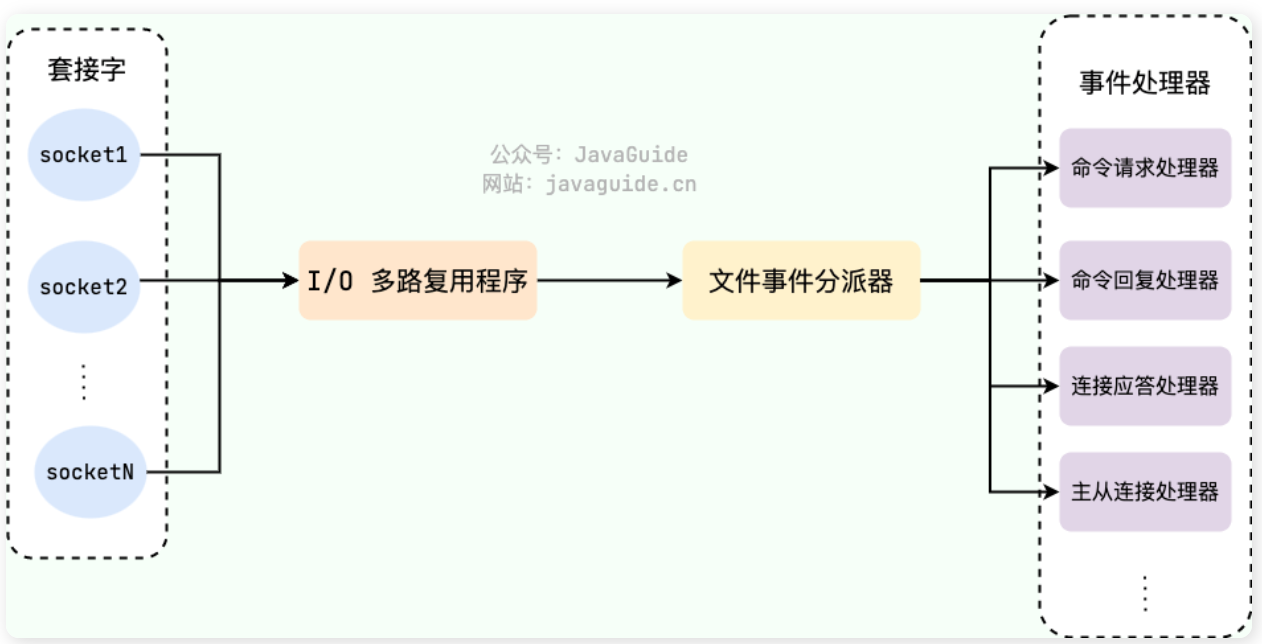 套接字
socket1
socket2
socketN
公众号：JavaGuide
网站：javaguide.cn
I/O 多路复用程序
文件事件分派器
事件处理器
命令请求处理器
命令回复处理器
连接应答处理器
主从连接处理器